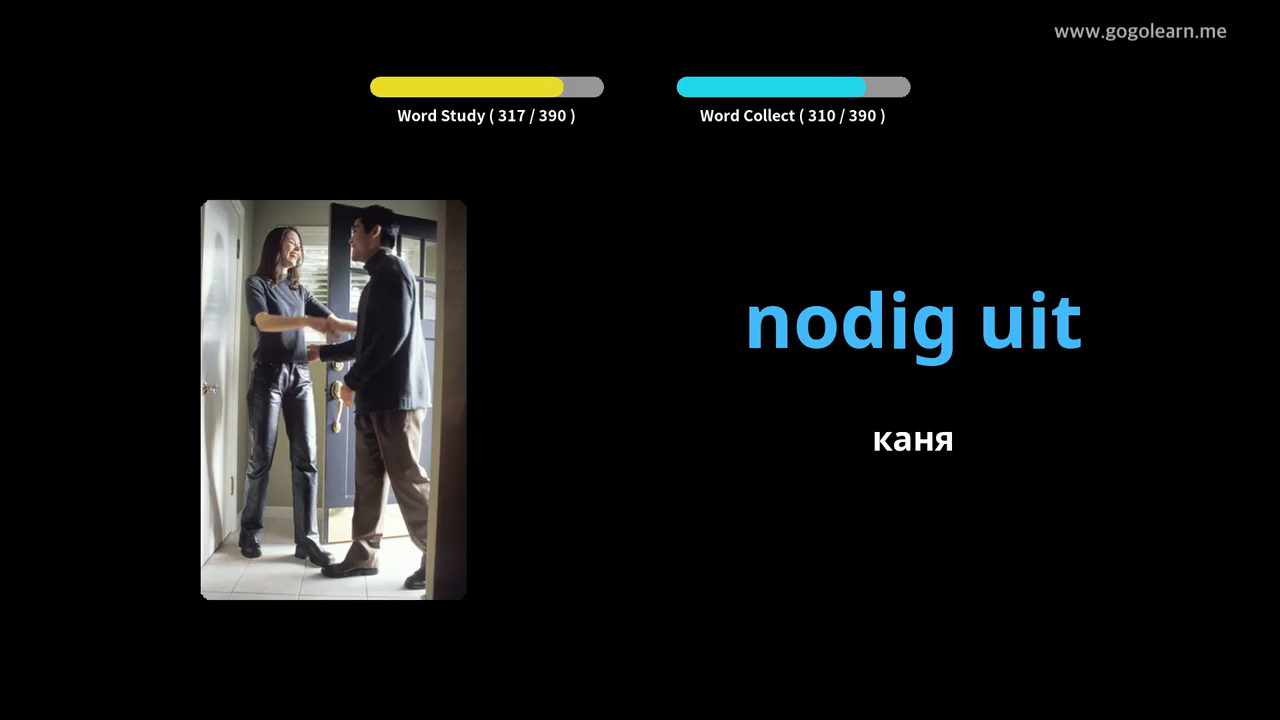 www.gogolearn.me
Word Study ( 317 / 390 )
Word Collect ( 310 / 390 )
nodig uit
каня